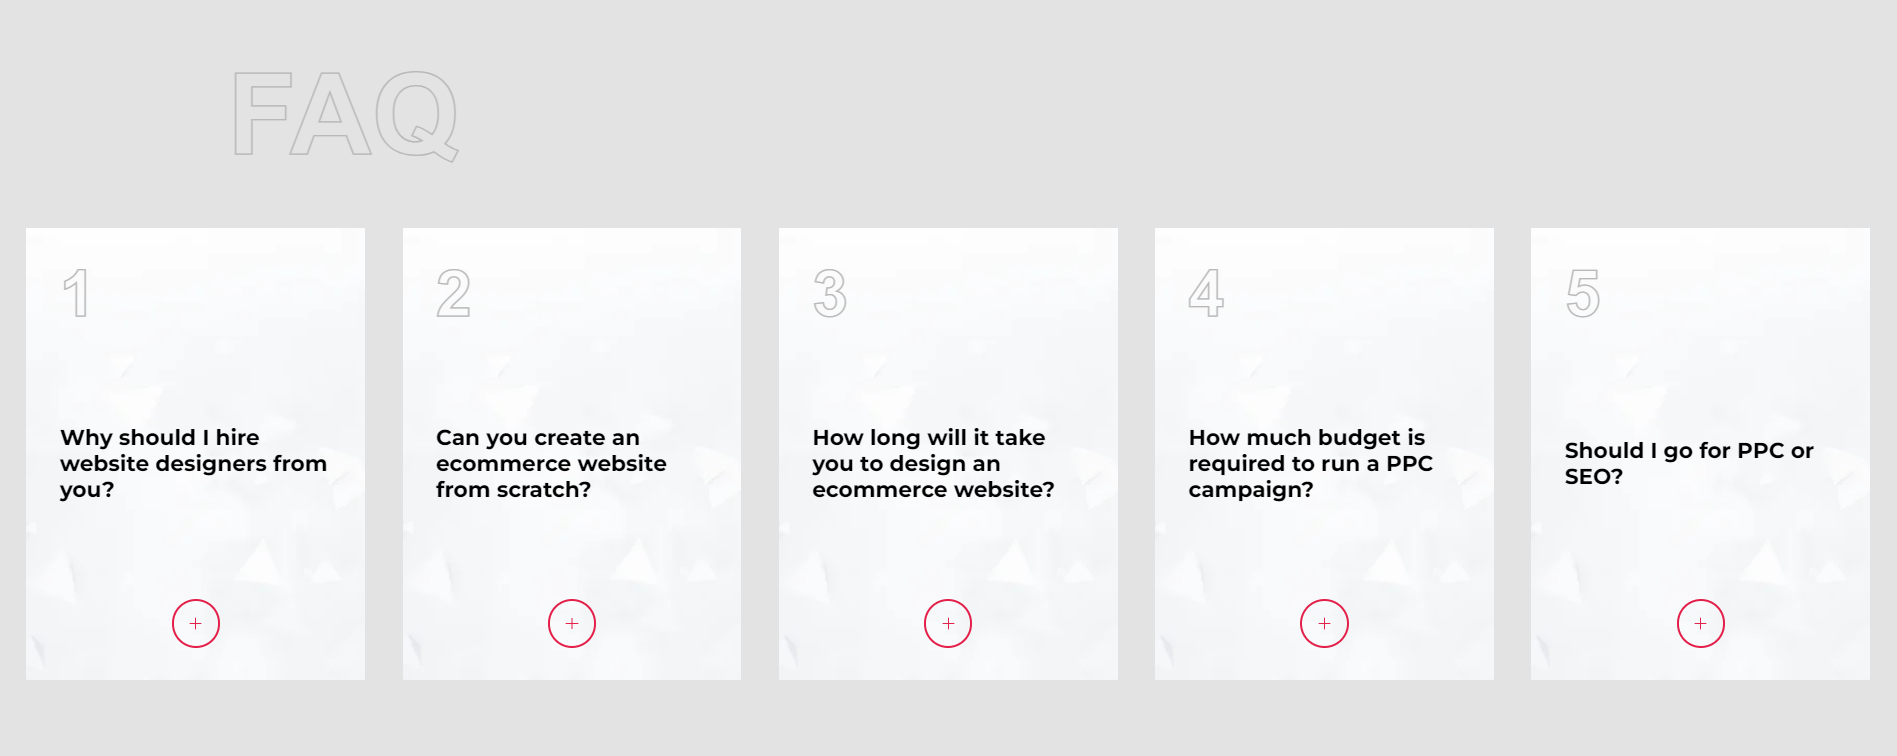 FAQ
1
Why should I hire
website designers from
you?
2
Can you create an
ecommerce website
from scratch?
3
How long will it take
you to design an
ecommerce website?
4
How much budget is
required to run a PPC
campaign?
5
Should I go for PPC or
SEO?